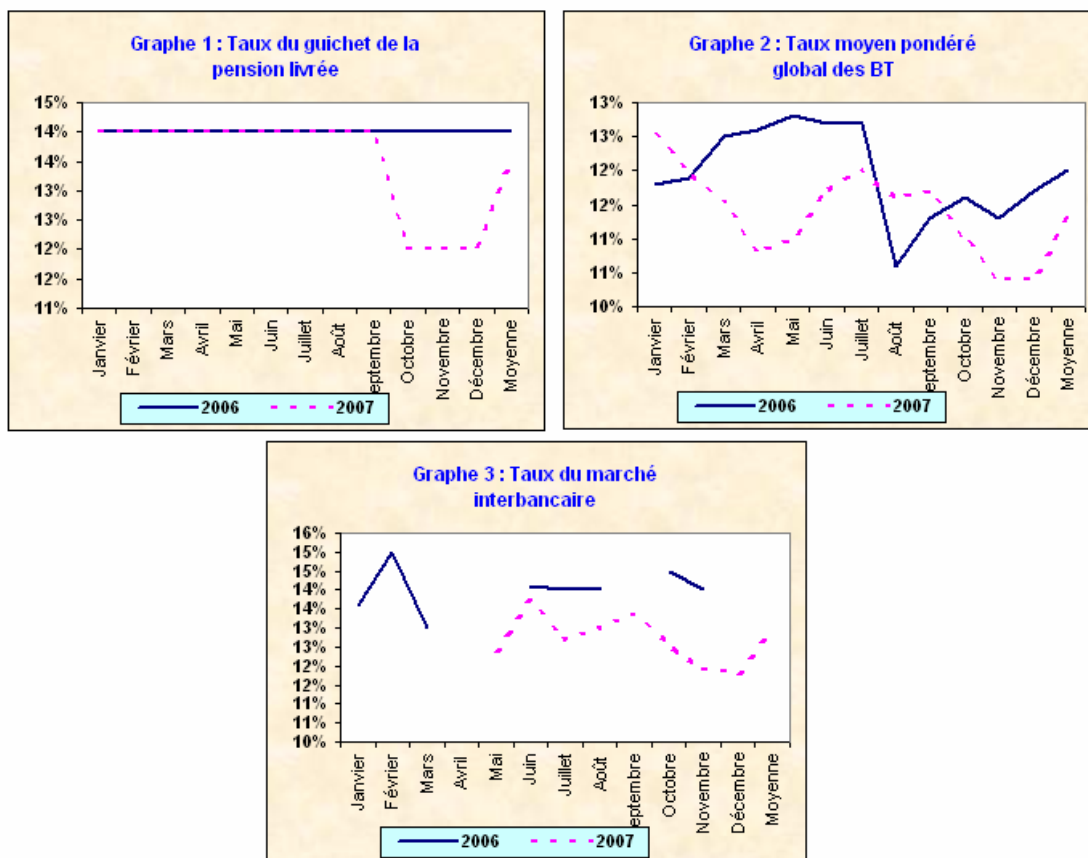 Graphe 1 : Taux du guichet de la
pension livrée
15%
14%
14%
13%
13%
12%
12%
11%
Janvier
Février
Mars
Avril
Mai
Juin
Juillet
Août
eptembre
Octobre
Novembre
Décembre
Moyenne
2006
2007
Graphe 2 : Taux moyen pondéré
global des BT
13%
13%
12%
12%
11%
11%
10%
Janvier
Février
Mars
Avril
Mai
Juin
Juillet
Août
eptembre
Octobre
Novembre
Décembre
Moyenne
2006
2007
Graphe 3 : Taux du marché
interbancaire
16%
15%
15%
14%
14%
13%
13%
12%
12%
11%
11%
10%
Janvier
Février
Mars
Avril
Mai
Juin
Juillet
Août
eptembre
Octobre
Novembre
Décembre
Moyenne
2006
2007